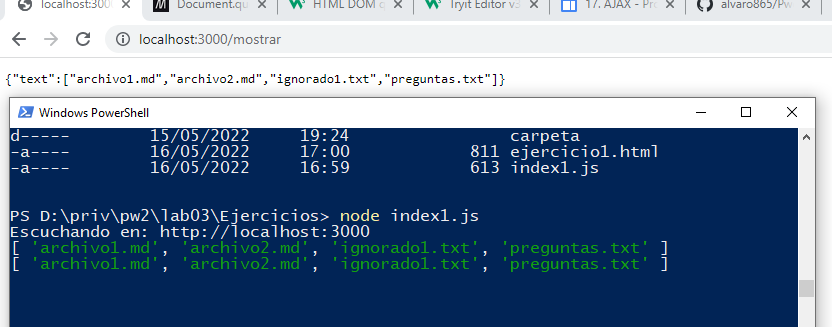 localhost:300
Document.qu
HTML DOM q
Tryit Editor v3
17. AJAX - Pr
alvaro865/Pw
localhost:3000/mostrar
{"text":["archivo1.md","archivo2.md","ignorado1.txt","preguntas.txt"]}
Windows PowerShell
d----- 15/05/2022 19:24 carpeta
-a---- 16/05/2022 17:00 811 ejercicio1.html
-a---- 16/05/2022 16:59 613 index1.js
PS D:\priv\pw2\lab03\Ejercicios> node index1.js
Escuchando en: http://localhost:3000
[ 'archivo1.md', 'archivo2.md', 'ignorado1.txt', 'preguntas.txt' ]
[ 'archivo1.md', 'archivo2.md', 'ignorado1.txt', 'preguntas.txt' ]